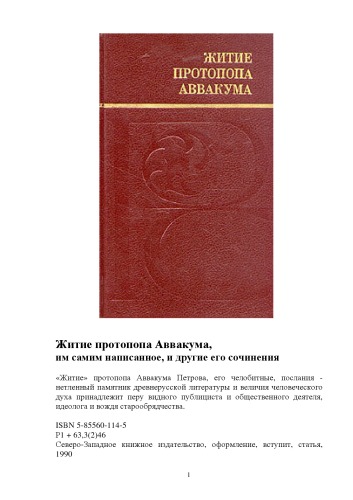 ЖИТИЕ
ПРОТОПОПА
АВВАКУМА
Житие протопопа Аввакума,
им самим написанное, и другие его сочинения
«Житие» протопопа Аввакума Петрова, его челобитные, послания -
нетленный памятник древнерусской литературы и величия человеческого
духа принадлежит перу видного публициста и общественного деятеля,
идеолога и вождя старообрядчества.
ISBN 5-85560-114-5
Р1 + 63,3(2)46
Северо-Западное книжное издательство, оформление, вступит, статья,
1990
1